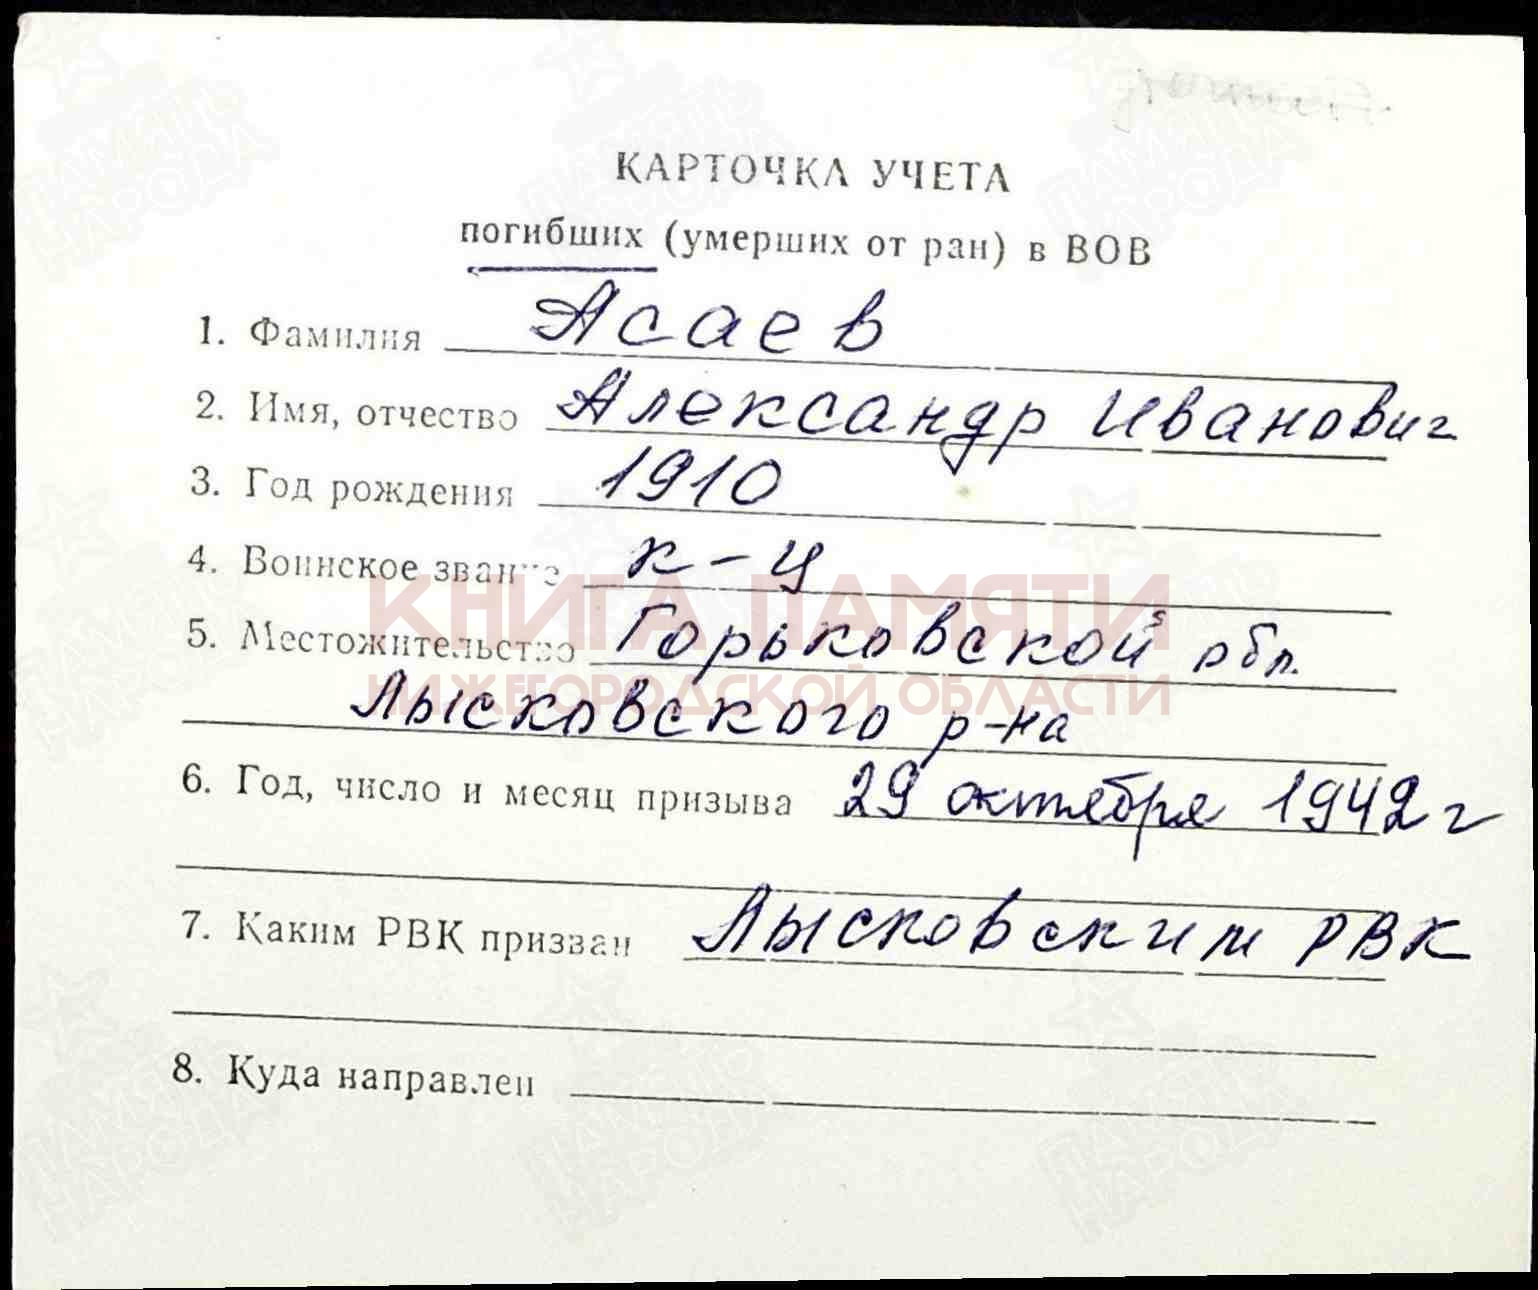 КАРТОЧКА УЧЕТА
погибших (умерших от ран) в ВОВ
1. Фамилия Асаев
2. Имя, отчество Александр Иванович
3. Год рождения 1910
4. Воинское звание к-ц
КНИГА ПАМЯТИ
5. Местожительство Горьковской обл.
НИЖЕГОРОДСКОЙ ОБЛАСТИ
Лысковского р-на
6. Год, число и месяц призыва 29 октября 1942 г
7. Каким РВК призван Лысковским РВК
8. Куда направлен
ПАМЯТЬ НАРОДА